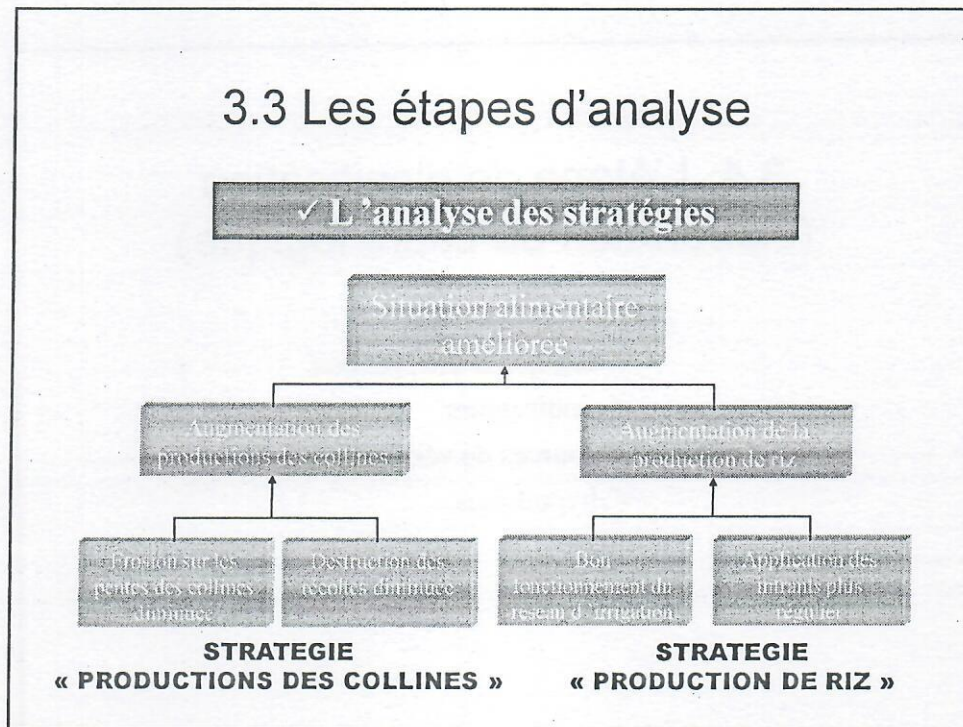 3.3 Les étapes d’analyse
✓ L ’analyse des stratégies
Situation alimentaire
améliorée
Augmentation des
productions des collines
Augmentation de la
production de riz
Erosion sur les
pentes des collines
diminuée
Destruction des
récoltes diminuée
Bon
fonctionnement du
réseau d ’irrigation
Application des
intrants plus
régulier
STRATEGIE
« PRODUCTIONS DES COLLINES »
STRATEGIE
« PRODUCTION DE RIZ »